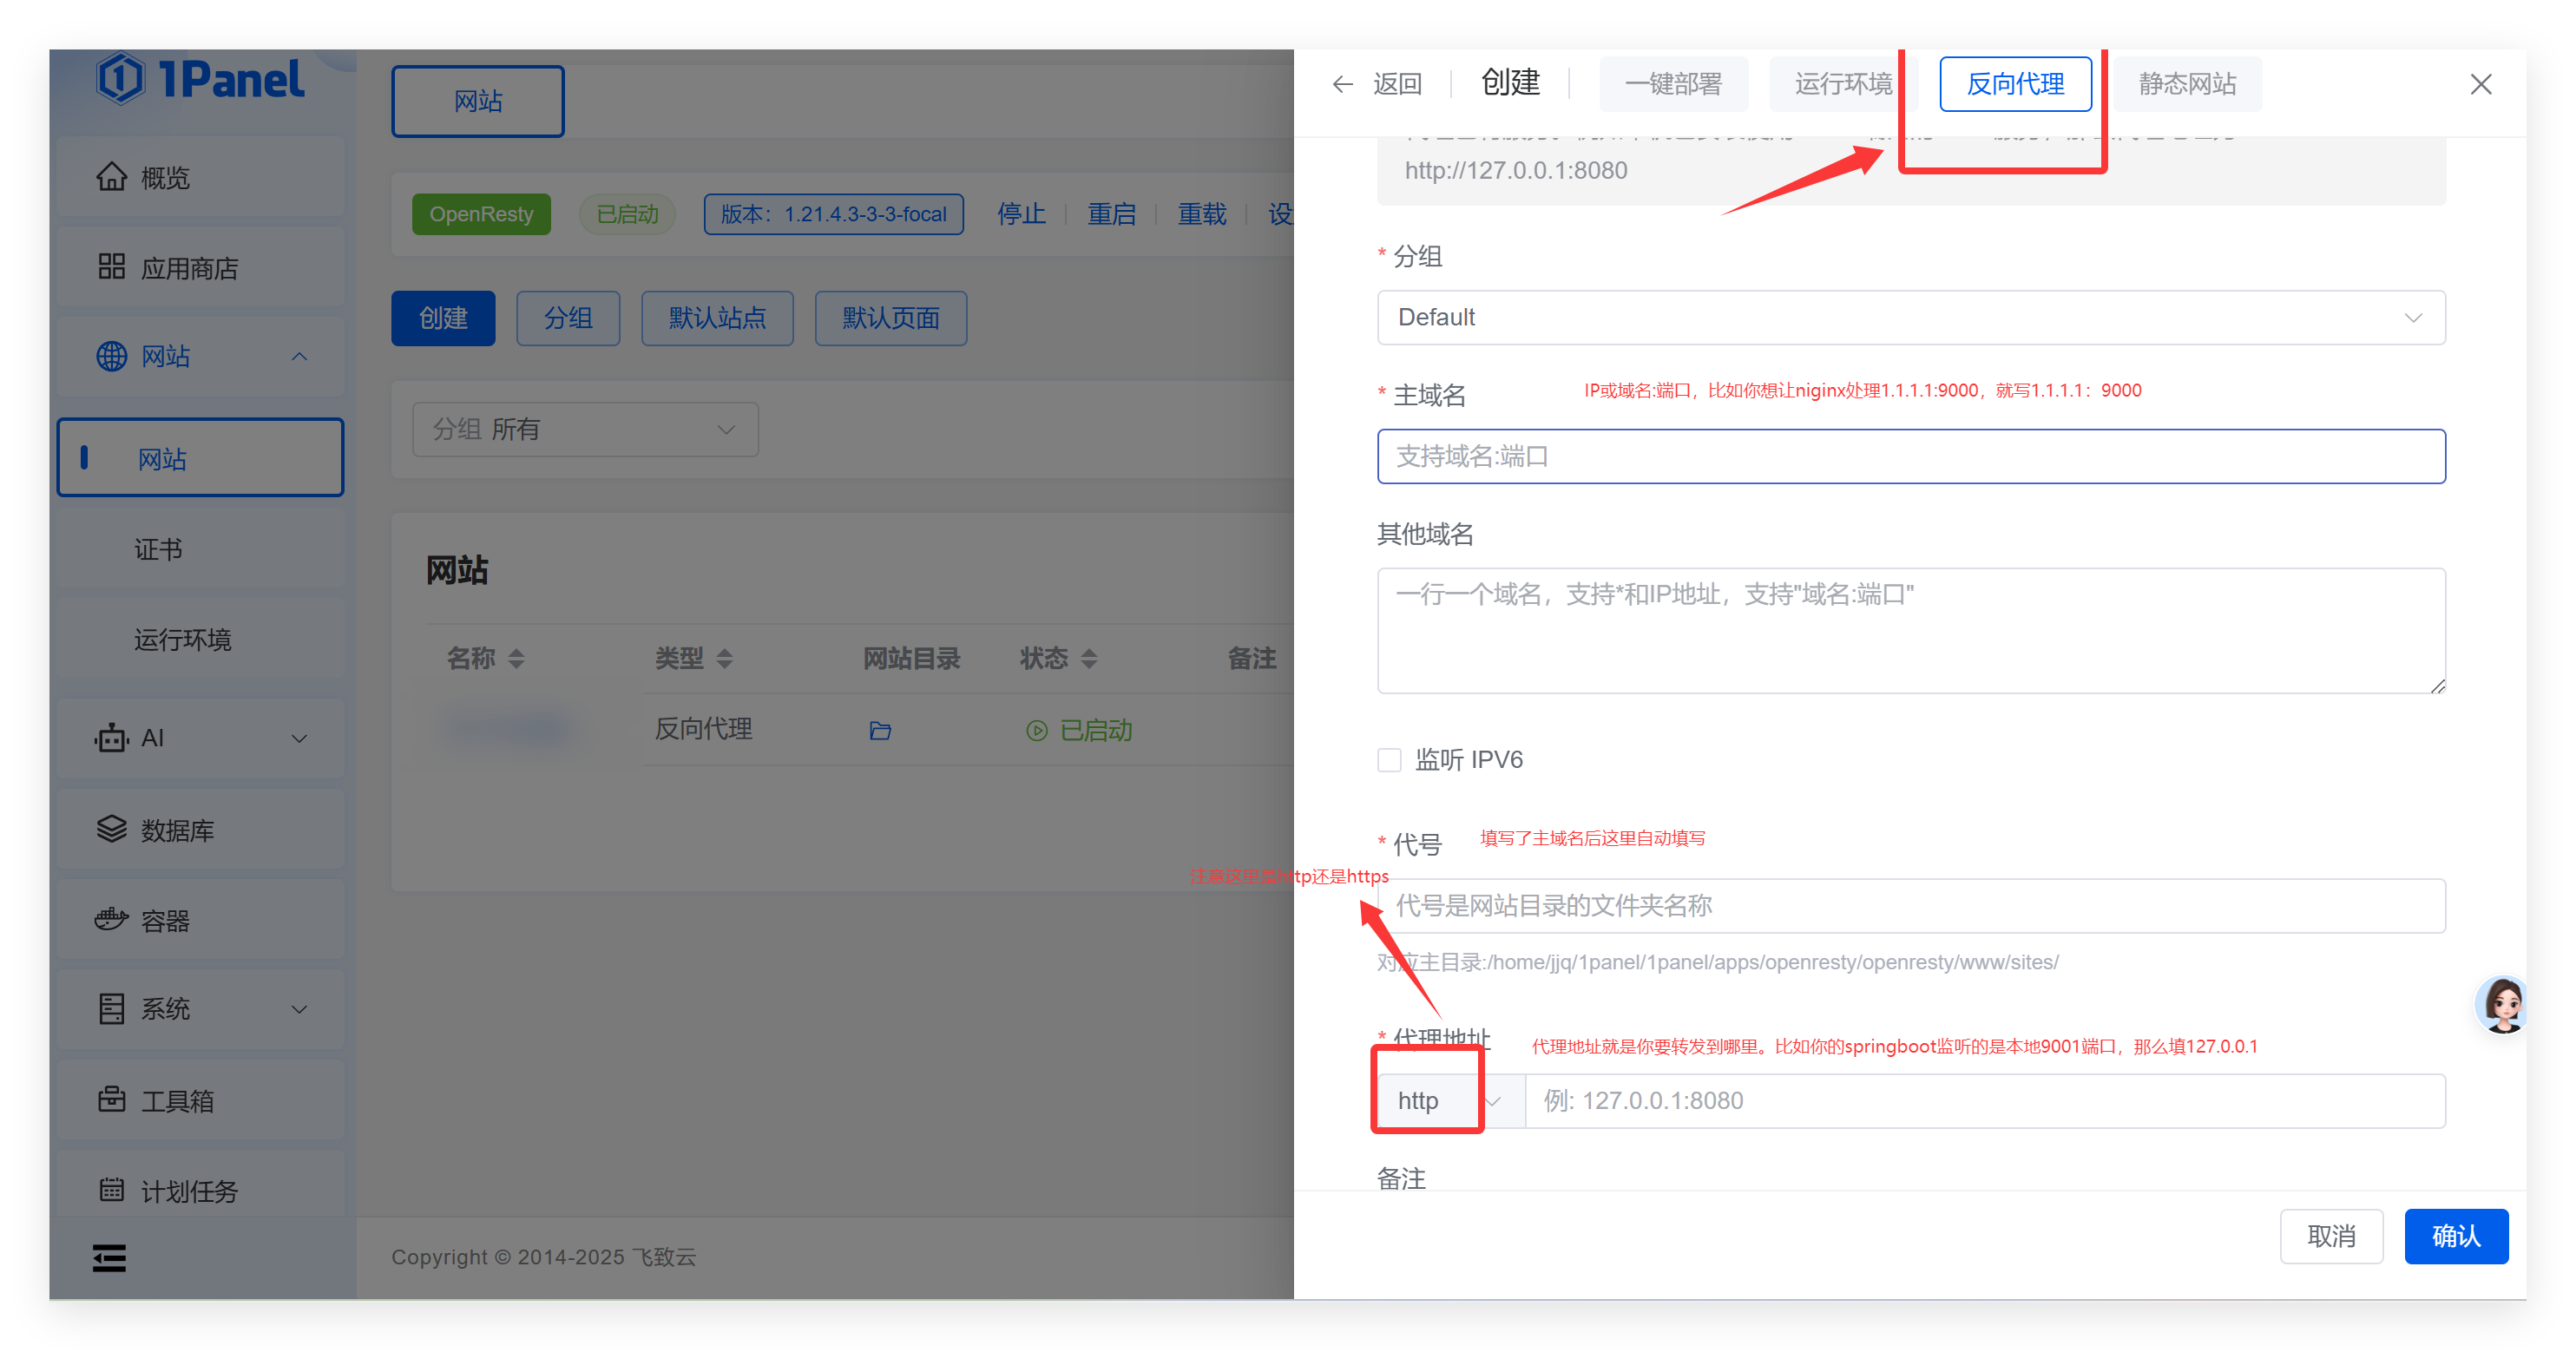 1Panel
概览
应用商店
网站
网站
证书
运行环境
AI
数据库
容器
系统
工具箱
计划任务
网站
OpenResty
已启动
版本：1.21.4.3-3-3-focal
停止
重启
重载
创建
分组
默认站点
默认页面
分组 所有
网站
名称
类型
网站目录
状态
备注
反向代理
已启动
Copyright © 2014-2025 飞致云
返回
创建
一键部署
运行环境
反向代理
静态网站
http://127.0.0.1:8080
* 分组
Default
* 主域名
IP或域名:端口，比如你想让niginx处理1.1.1.1:9000，就写1.1.1.1：9000
支持域名:端口
其他域名
一行一个域名，支持*和IP地址，支持"域名:端口"
监听 IPV6
* 代号
填写了主域名后这里自动填写
注意这里是http还是https
代号是网站目录的文件夹名称
对应主目录:/home/jjq/1panel/1panel/apps/openresty/openresty/www/sites/
* 代理地址
代理地址就是你要转发到哪里。比如你的springboot监听的是本地9001端口，那么填127.0.0.1
http
例: 127.0.0.1:8080
备注
取消
确认